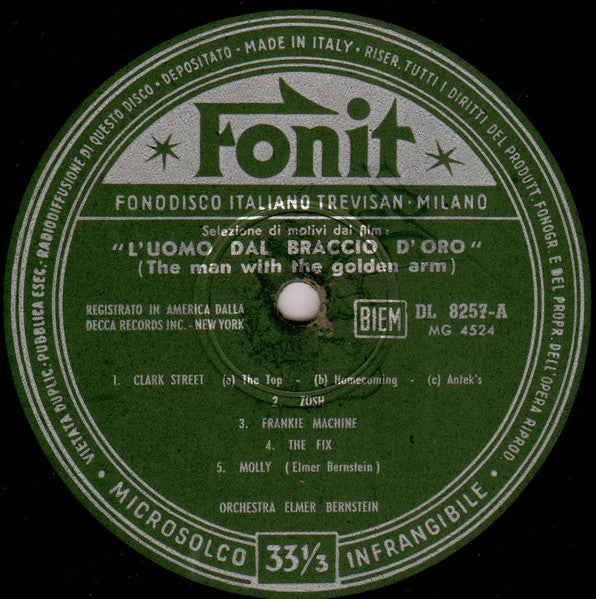 VIETATA DUPLIC · PUBBLICA ESEC · RADIODIFFUSIONE DI QUESTO DISCO · DEPOSITATO · MADE IN ITALY · RISER. TUTTI I DIRITTI DEL PRODUTT. FONOGR. E DEL PROPR. DELL'OPERA RIPROD.
Fonit
FONODISCO ITALIANO TREVISAN · MILANO
Selezione di motivi dal film:
"L'UOMO DAL BRACCIO D'ORO"
(The man with the golden arm)
REGISTRATO IN AMERICA DALLA
DECCA RECORDS INC. - NEW YORK
BIEM
DL 8257-A
MG 4524
1. CLARK STREET (a) The Top - (b) Homecoming - (c) Antek's
2. ZOSH
3. FRANKIE MACHINE
4. THE FIX
5. MOLLY (Elmer Bernstein)
ORCHESTRA ELMER BERNSTEIN
· MICROSOLCO 33 1/3 INFRANGIBILE ·